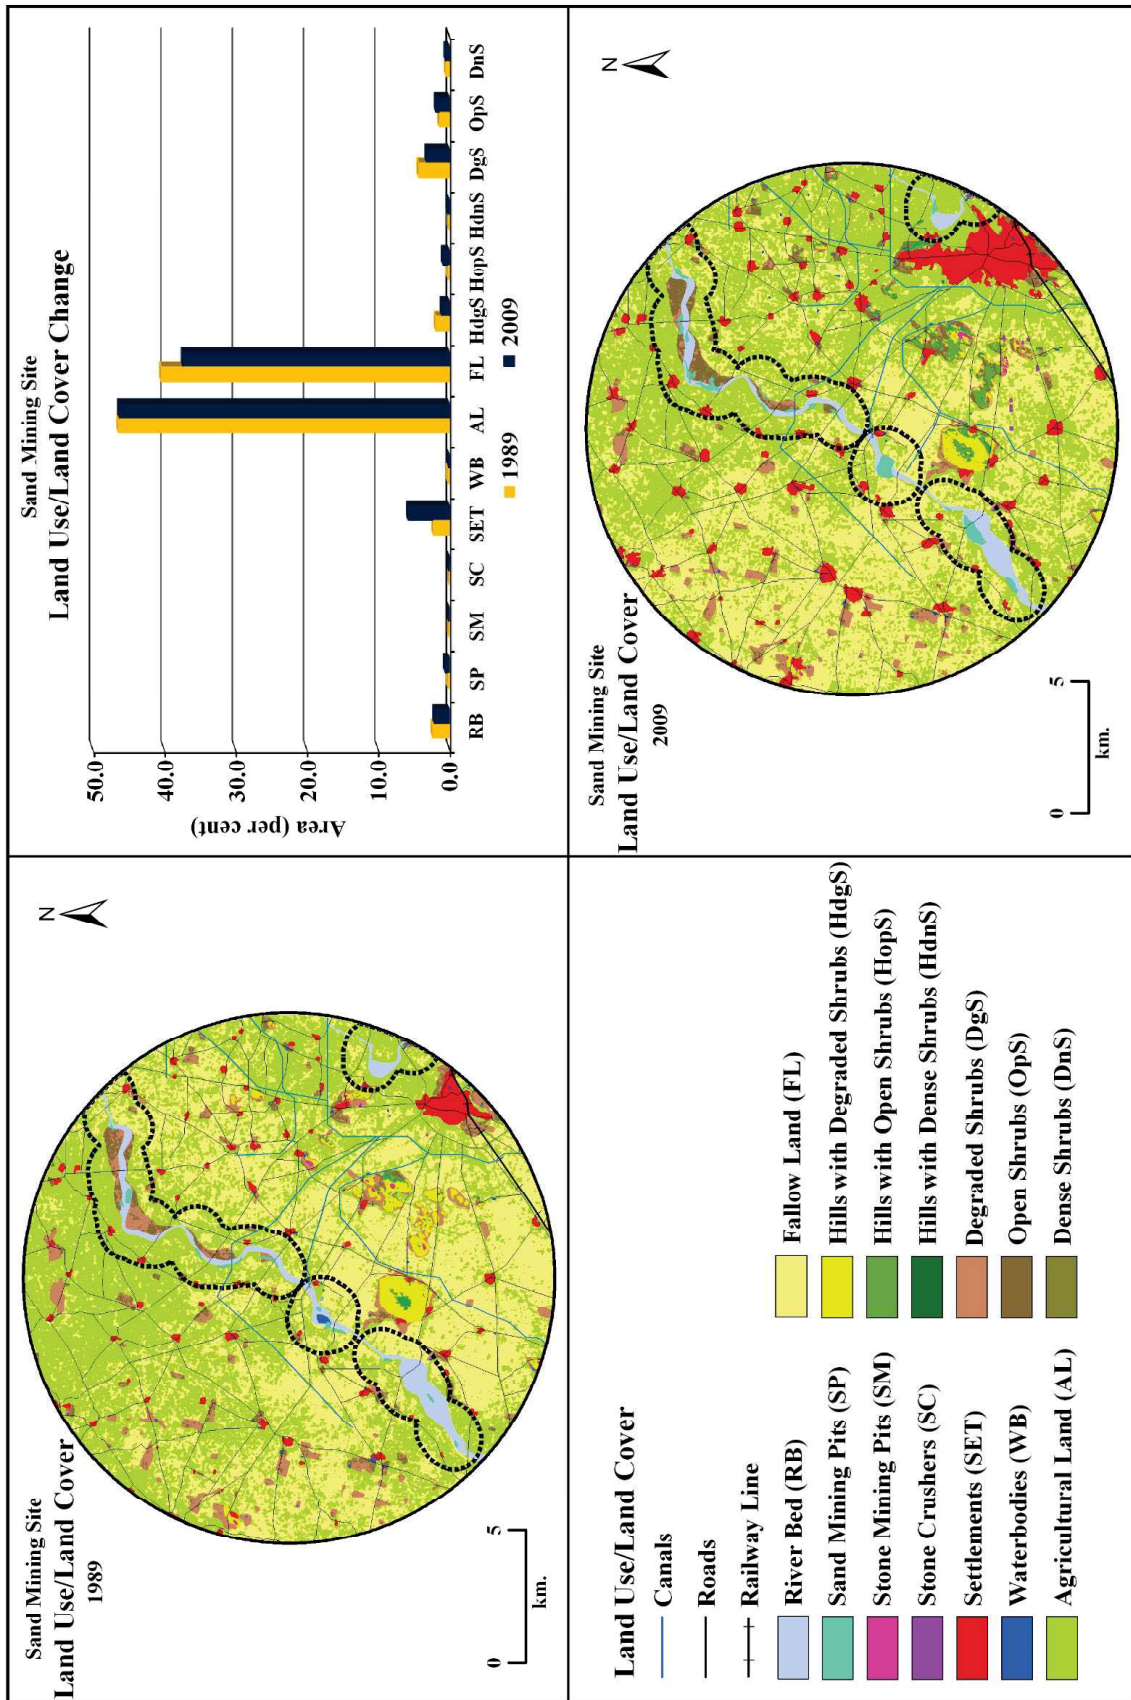 Sand Mining Site
Land Use/Land Cover
1989
N
0 5
km.
Sand Mining Site
Land Use/Land Cover Change
Area (per cent)
50.0
40.0
30.0
20.0
10.0
0.0
RB SP SM SC SET WB AL FL HdgS HopS HdnS DgS OpS DnS
1989 2009
Land Use/Land Cover
Canals
Roads
Railway Line
River Bed (RB)
Sand Mining Pits (SP)
Stone Mining Pits (SM)
Stone Crushers (SC)
Settlements (SET)
Waterbodies (WB)
Agricultural Land (AL)
Fallow Land (FL)
Hills with Degraded Shrubs (HdgS)
Hills with Open Shrubs (HopS)
Hills with Dense Shrubs (HdnS)
Degraded Shrubs (DgS)
Open Shrubs (OpS)
Dense Shrubs (DnS)
Sand Mining Site
Land Use/Land Cover
2009
N
0 5
km.